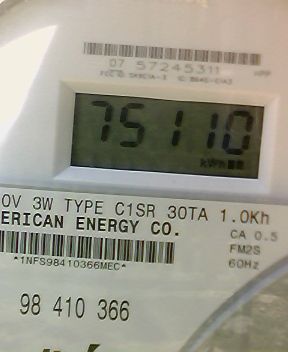 07 57245311
75110
kWh
0V 3W TYPE C1SR 30TA 1.0Kh
ERICAN ENERGY CO.
CA 0.5
FM2S
60Hz
*1NFS98410366MEC*
98 410 366